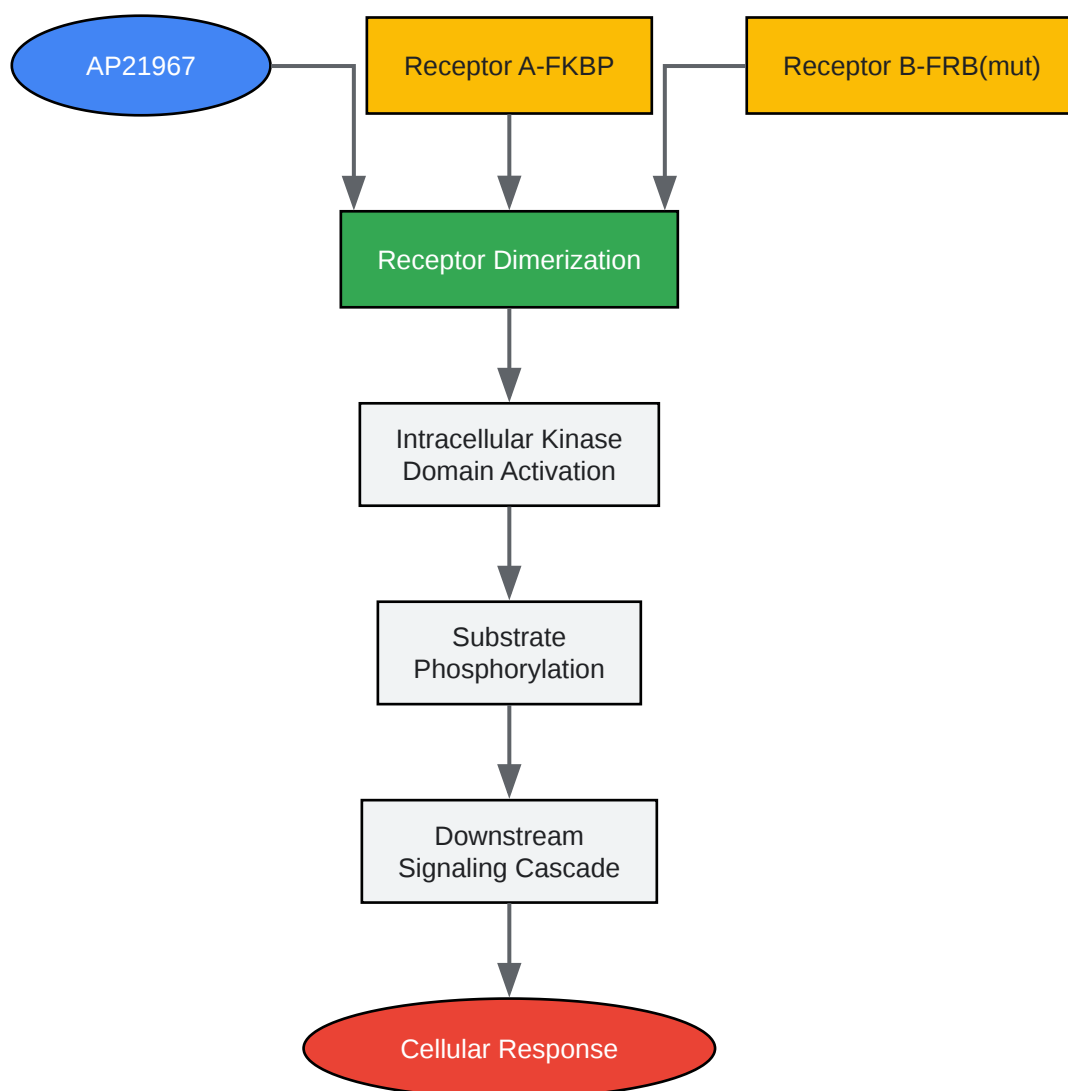 AP21967
Receptor A-FKBP
Receptor B-FRB(mut)
Receptor Dimerization
Intracellular Kinase
Domain Activation
Substrate
Phosphorylation
Downstream
Signaling Cascade
Cellular Response